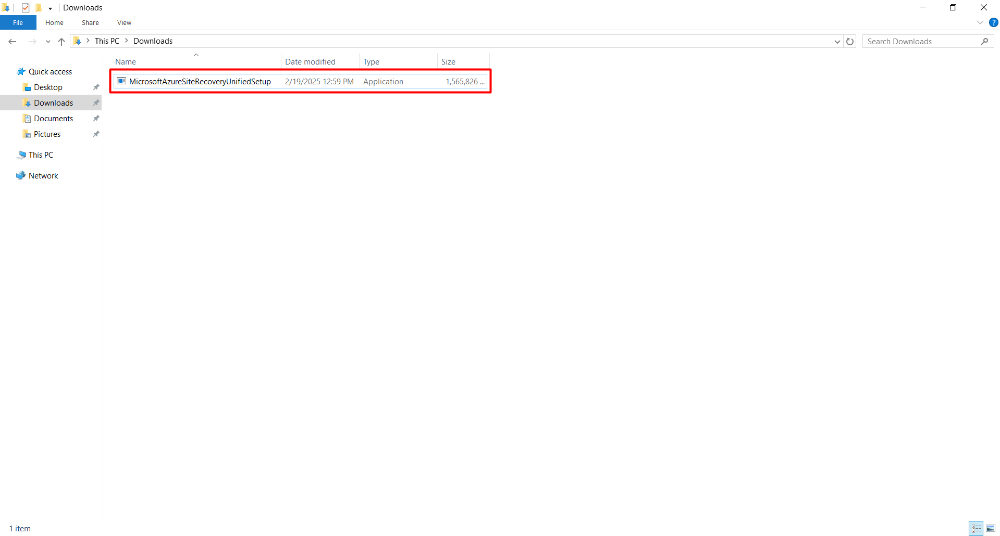 Downloads
File Home Share View
?
This PC Downloads
Search Downloads
Name Date modified Type Size
MicrosoftAzureSiteRecoveryUnifiedSetup 2/19/2025 12:59 PM Application 1,565,826 ...
Quick access
Desktop
Downloads
Documents
Pictures
This PC
Network
1 item